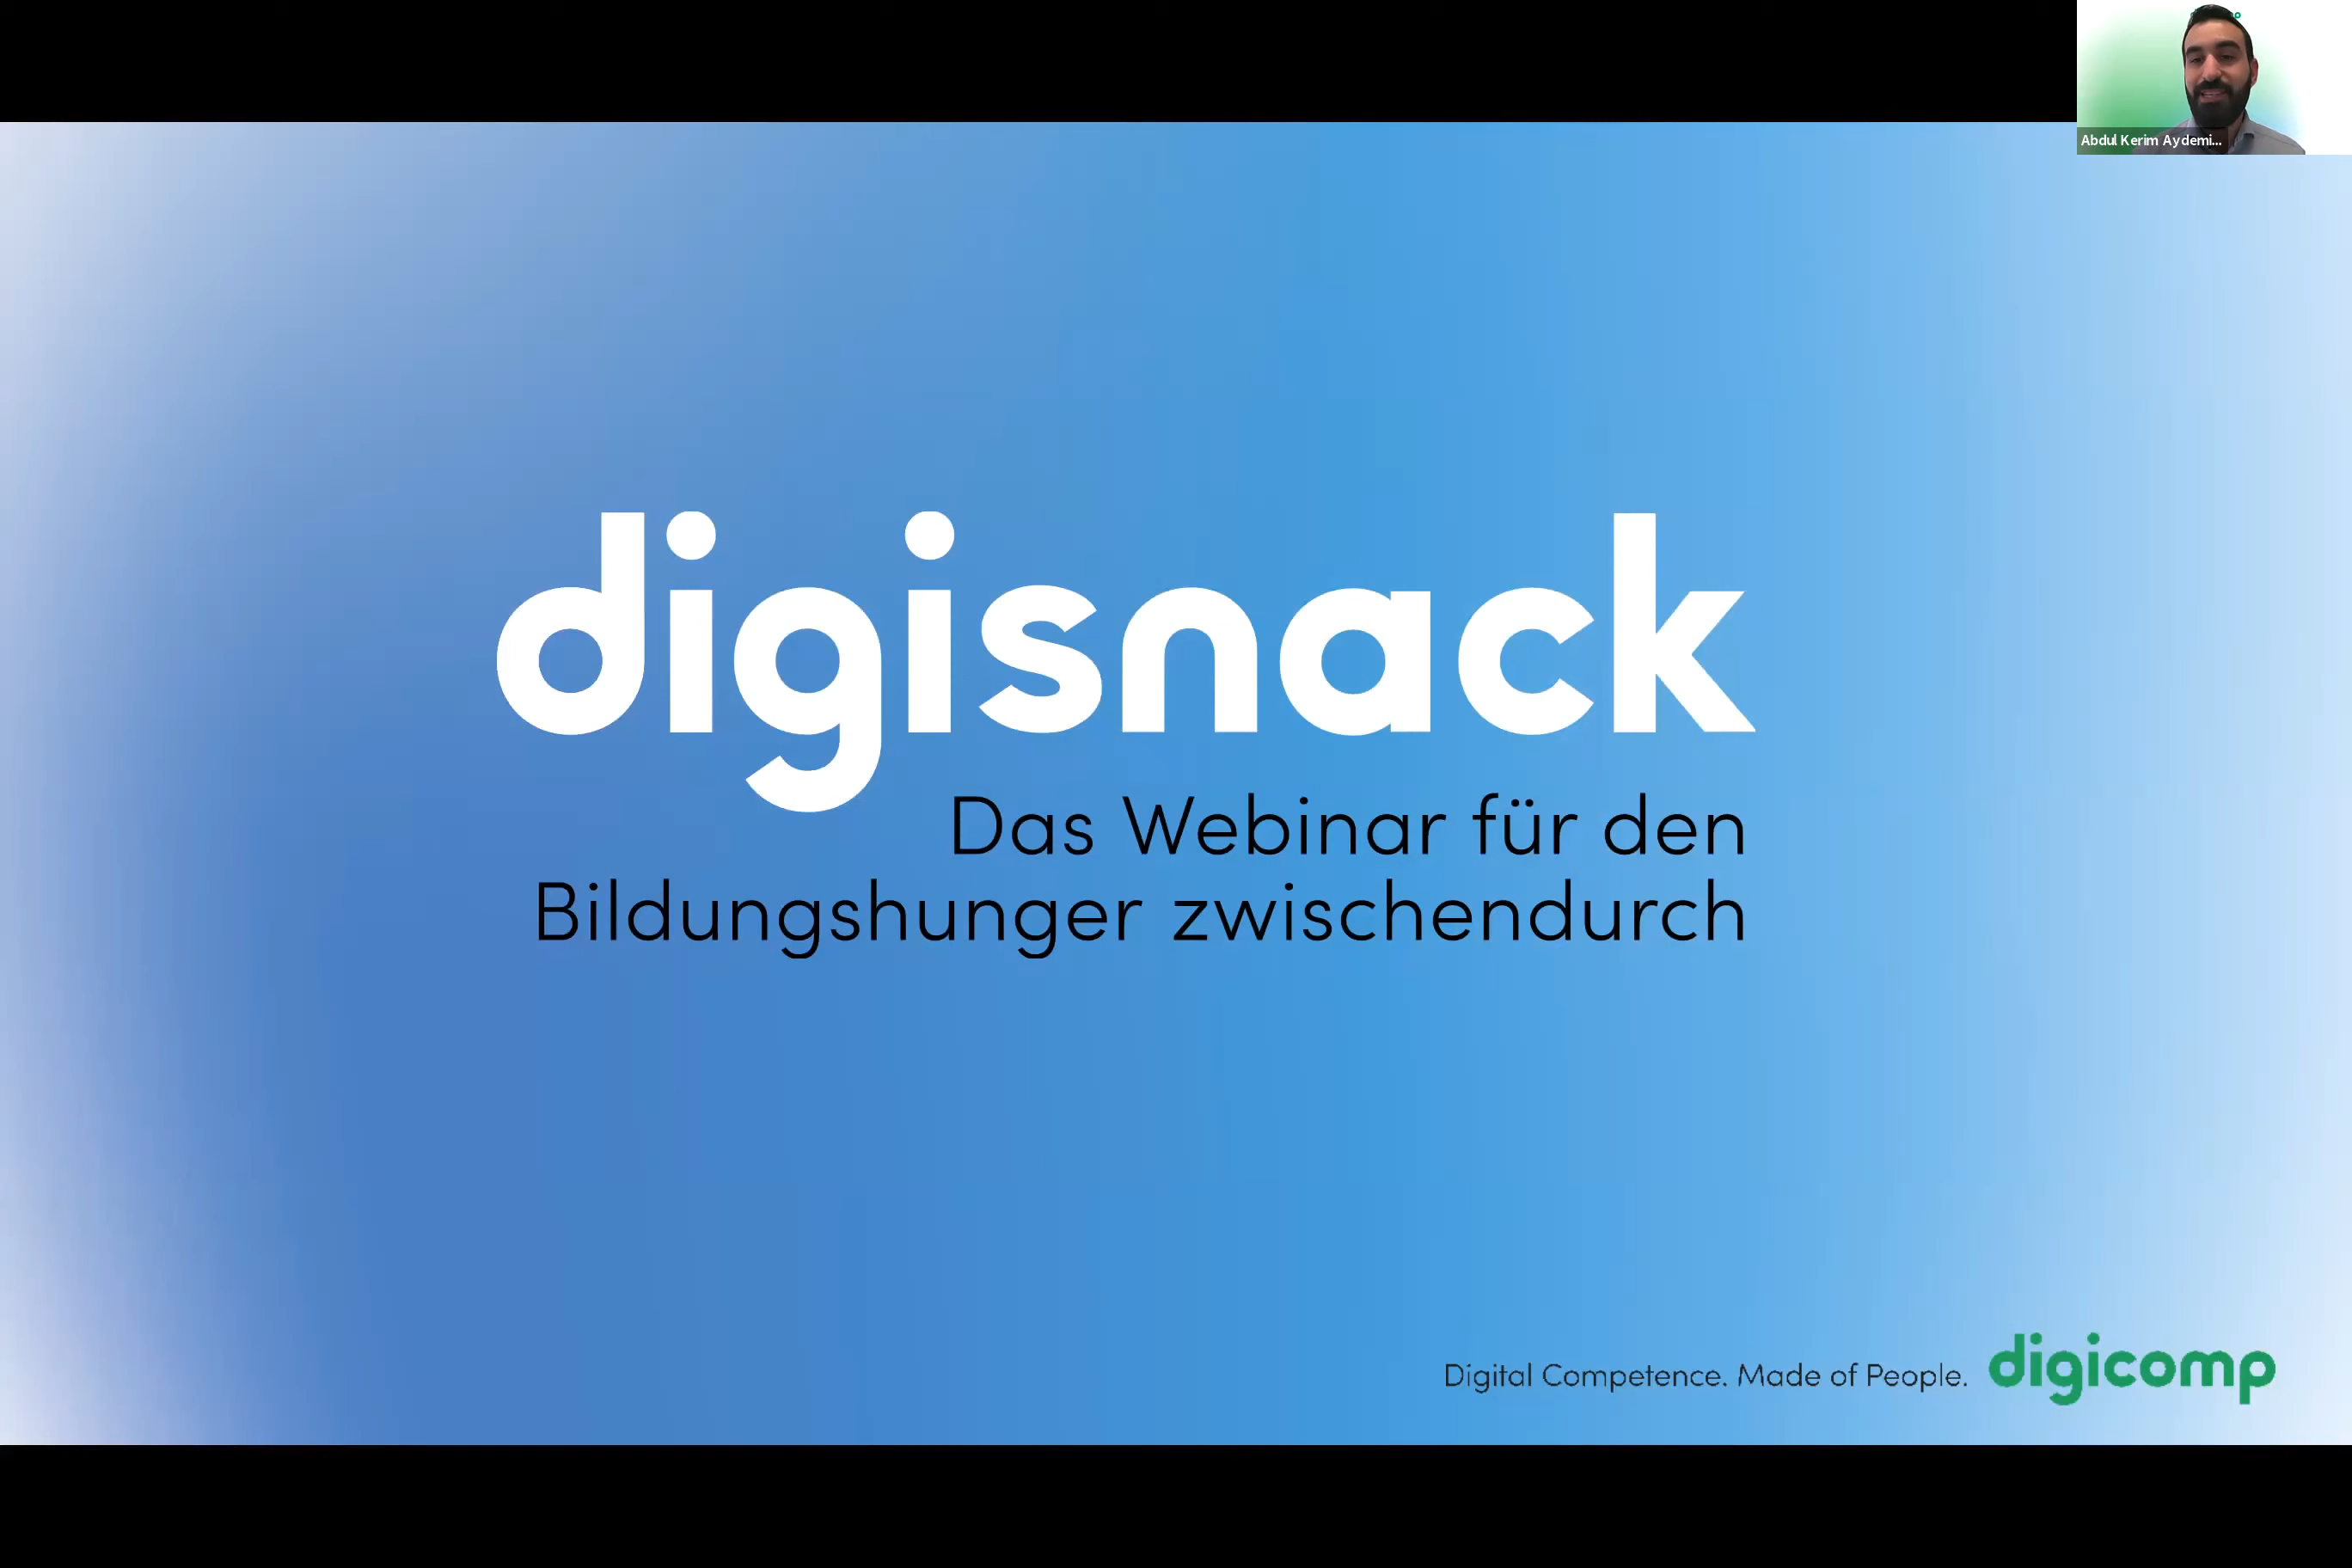 Abdul Kerim Aydemi...
digisnack
Das Webinar für den
Bildungshunger zwischendurch
Digital Competence. Made of People.
digicomp